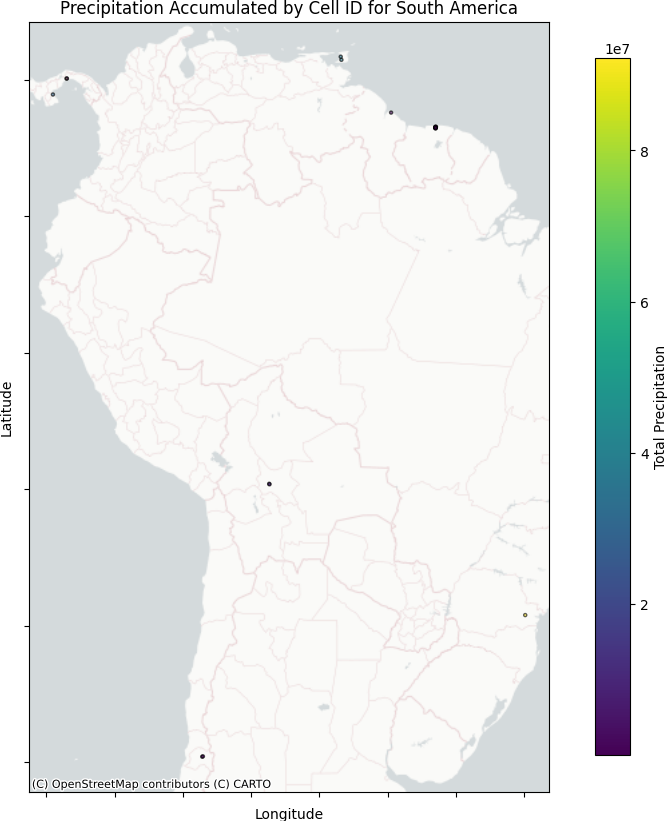 Precipitation Accumulated by Cell ID for South America
1e7
8
6
4
2
Total Precipitation
Latitude
(C) OpenStreetMap contributors (C) CARTO
Longitude